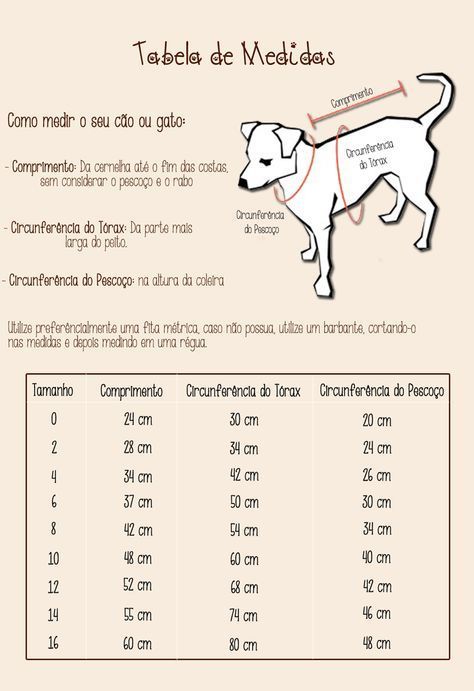 Tabela de Medidas
Como medir o seu cão ou gato:
- Comprimento: Da cernelha até o fim das costas,
sem considerar o pescoço e o rabo
- Circunferência do Tórax: Da parte mais
larga do peito.
- Circunferência do Pescoço: na altura da coleira
Comprimento
Circunferência
do Tórax
Circunferência
do Pescoço
Utilize preferêncialmente uma fita métrica, caso não possua, utilize um barbante, cortando-o
nas medidas e depois medindo em uma régua.
Tamanho Comprimento Circunferência do Tórax Circunferência do Pescoço
0 24 cm 30 cm 20 cm
2 28 cm 34 cm 24 cm
4 34 cm 42 cm 26 cm
6 37 cm 50 cm 30 cm
8 42 cm 54 cm 34 cm
10 48 cm 60 cm 40 cm
12 52 cm 68 cm 42 cm
14 55 cm 74 cm 46 cm
16 60 cm 80 cm 48 cm